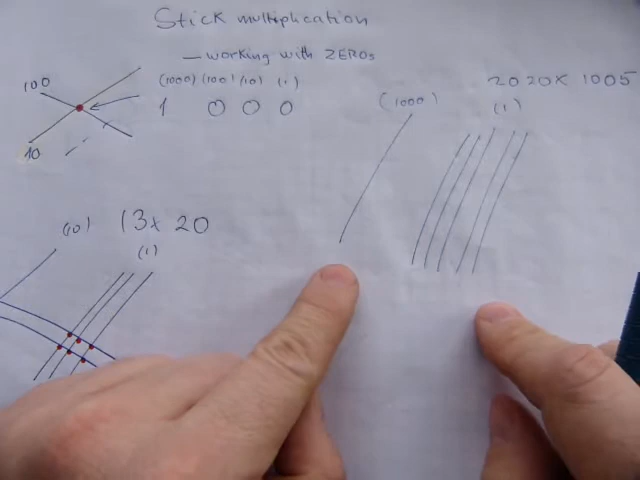 Stick multiplication
— working with ZEROs
100
(1000) (100) (10) (1)
1 0 0 0
10
2020 x 1005
(1000) (1)
13 x 20
(10) (1)